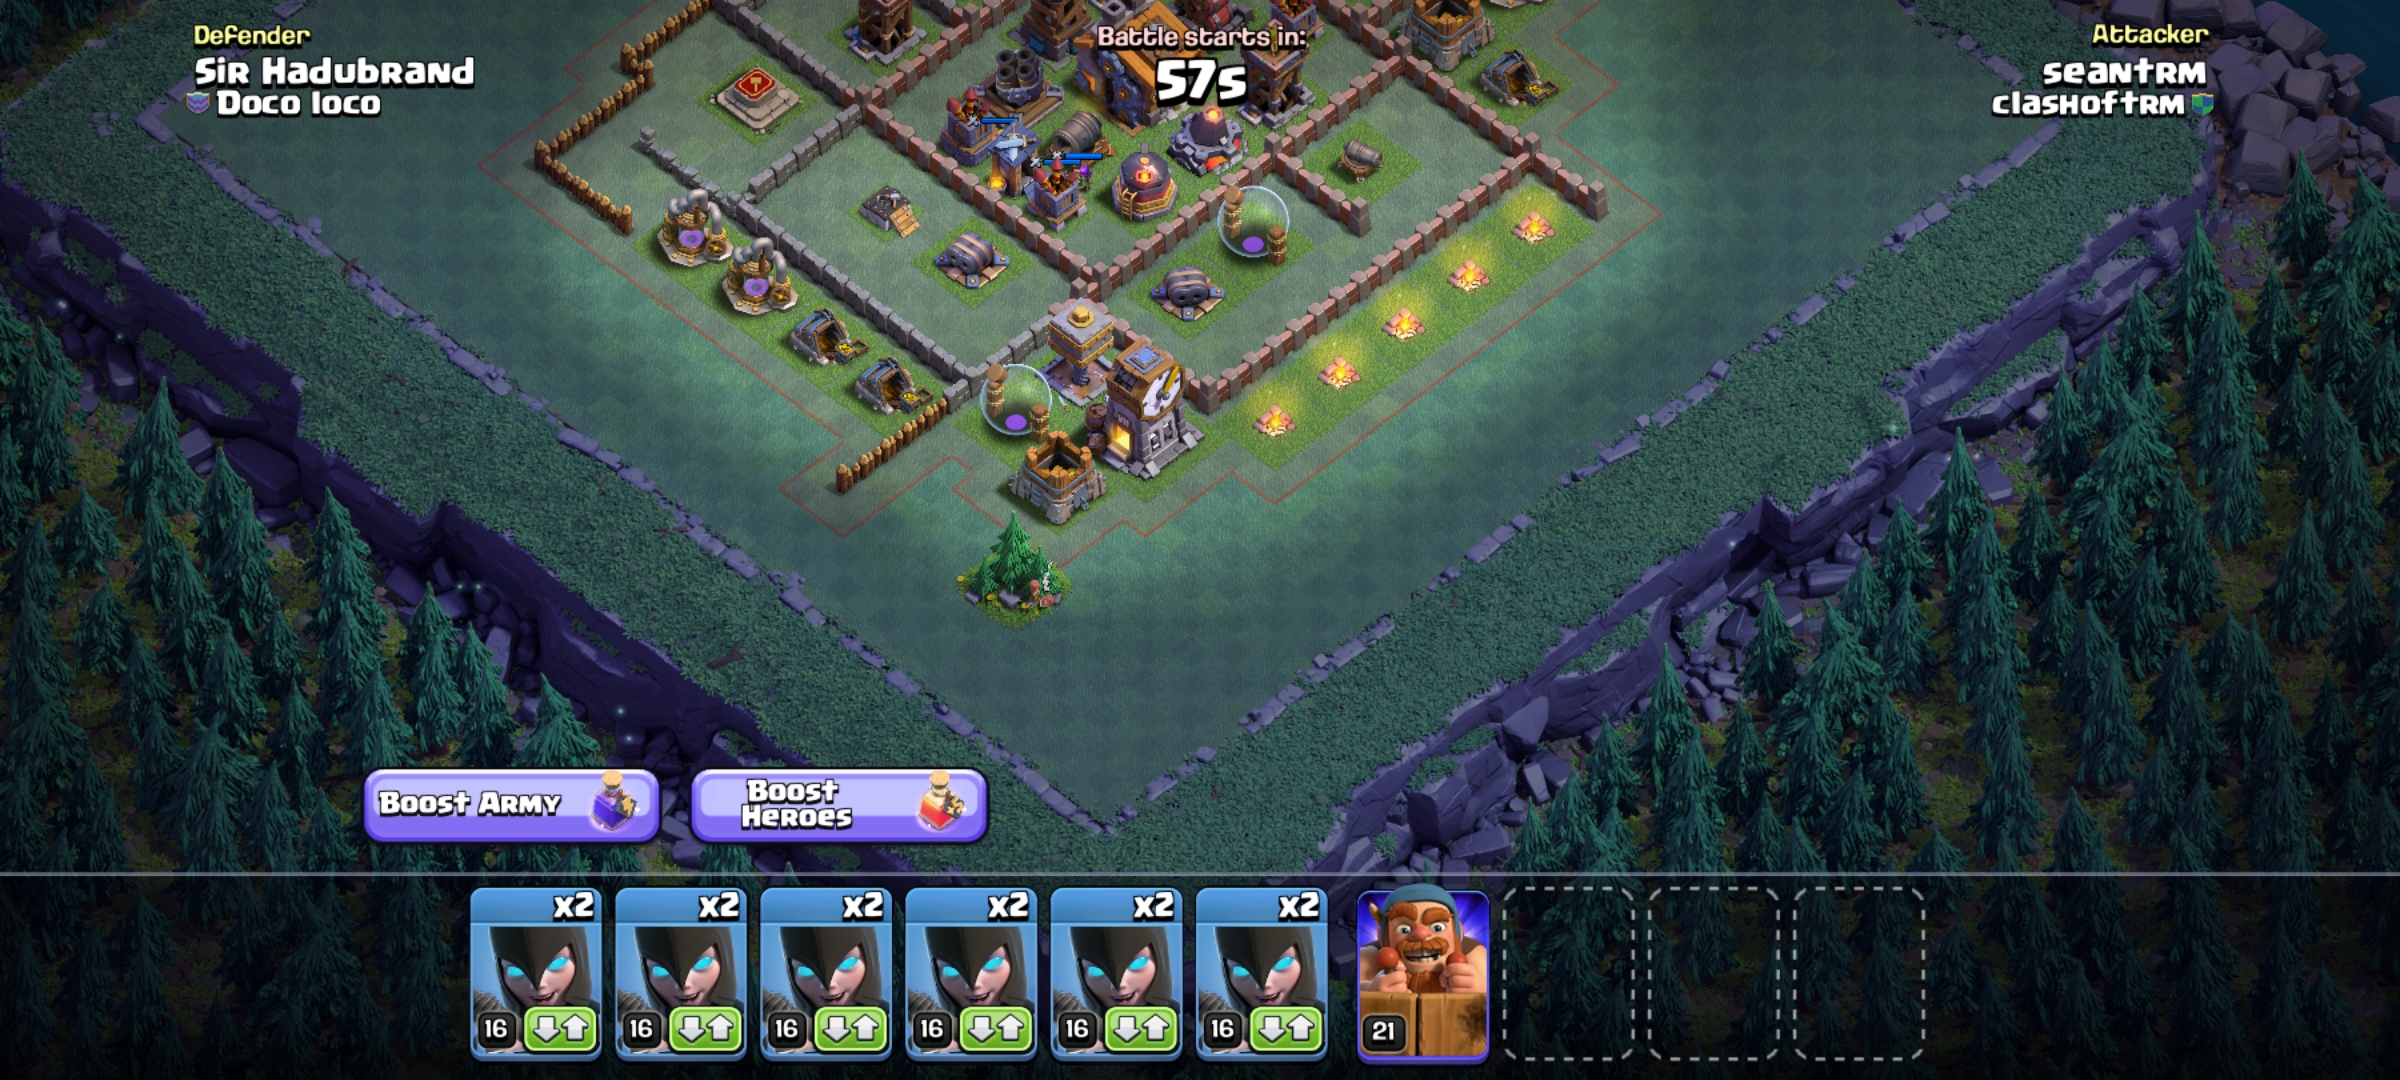 Defender
Sir Hadubrand
Doco loco
Battle starts in:
57s
Attacker
seantrm
clashoftrm
Boost Army
Boost
Heroes
x2
x2
x2
x2
x2
x2
16
16
16
16
16
16
21